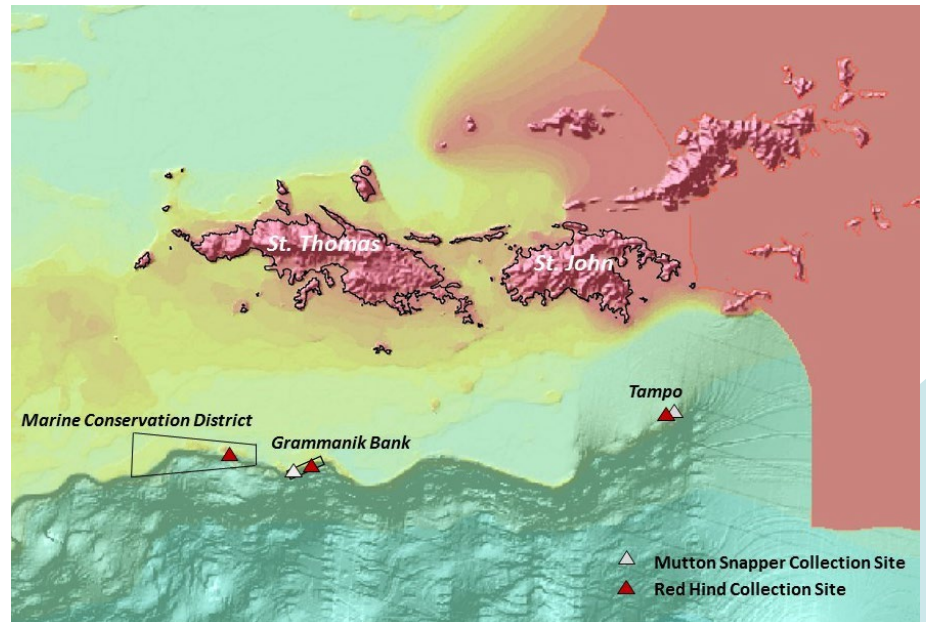 St. Thomas
St. John
Tampo
Marine Conservation District
Grammanik Bank
Mutton Snapper Collection Site
Red Hind Collection Site